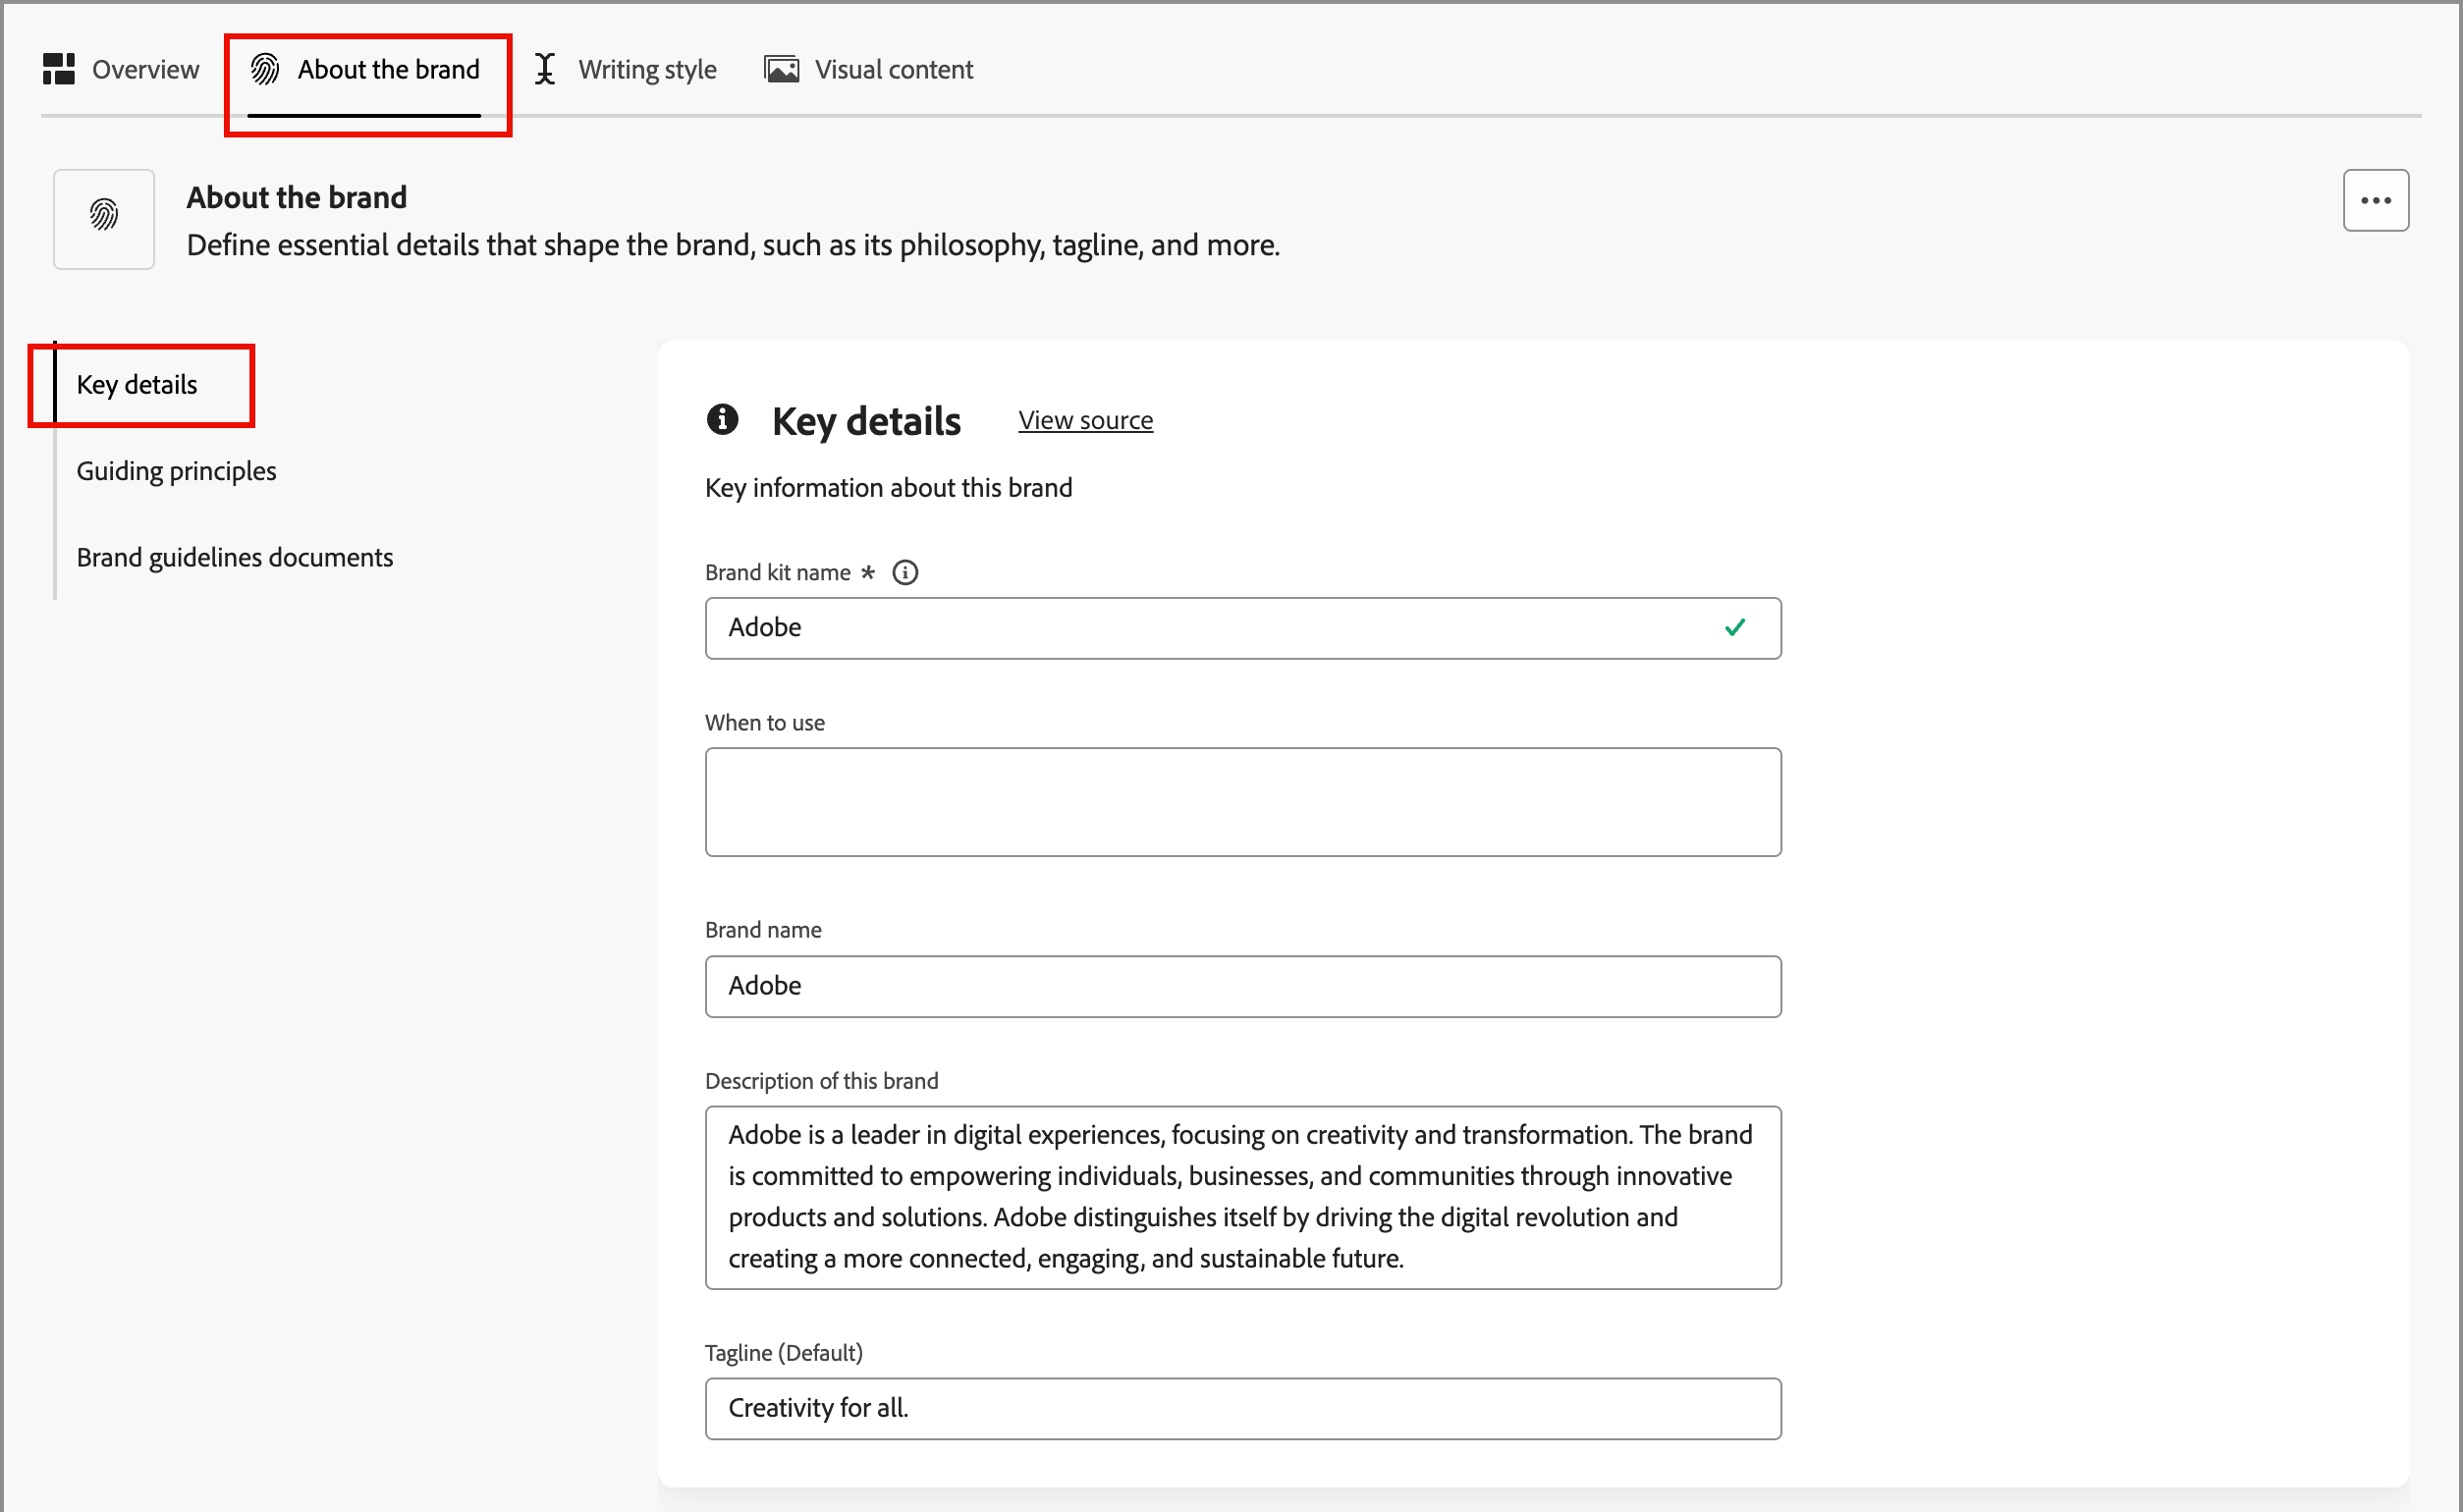 Overview
About the brand
Writing style
Visual content
About the brand
Define essential details that shape the brand, such as its philosophy, tagline, and more.
Key details
Guiding principles
Brand guidelines documents
Key details
View source
Key information about this brand
Brand kit name *
Adobe
When to use
Brand name
Adobe
Description of this brand
Adobe is a leader in digital experiences, focusing on creativity and transformation. The brand
is committed to empowering individuals, businesses, and communities through innovative
products and solutions. Adobe distinguishes itself by driving the digital revolution and
creating a more connected, engaging, and sustainable future.
Tagline (Default)
Creativity for all.